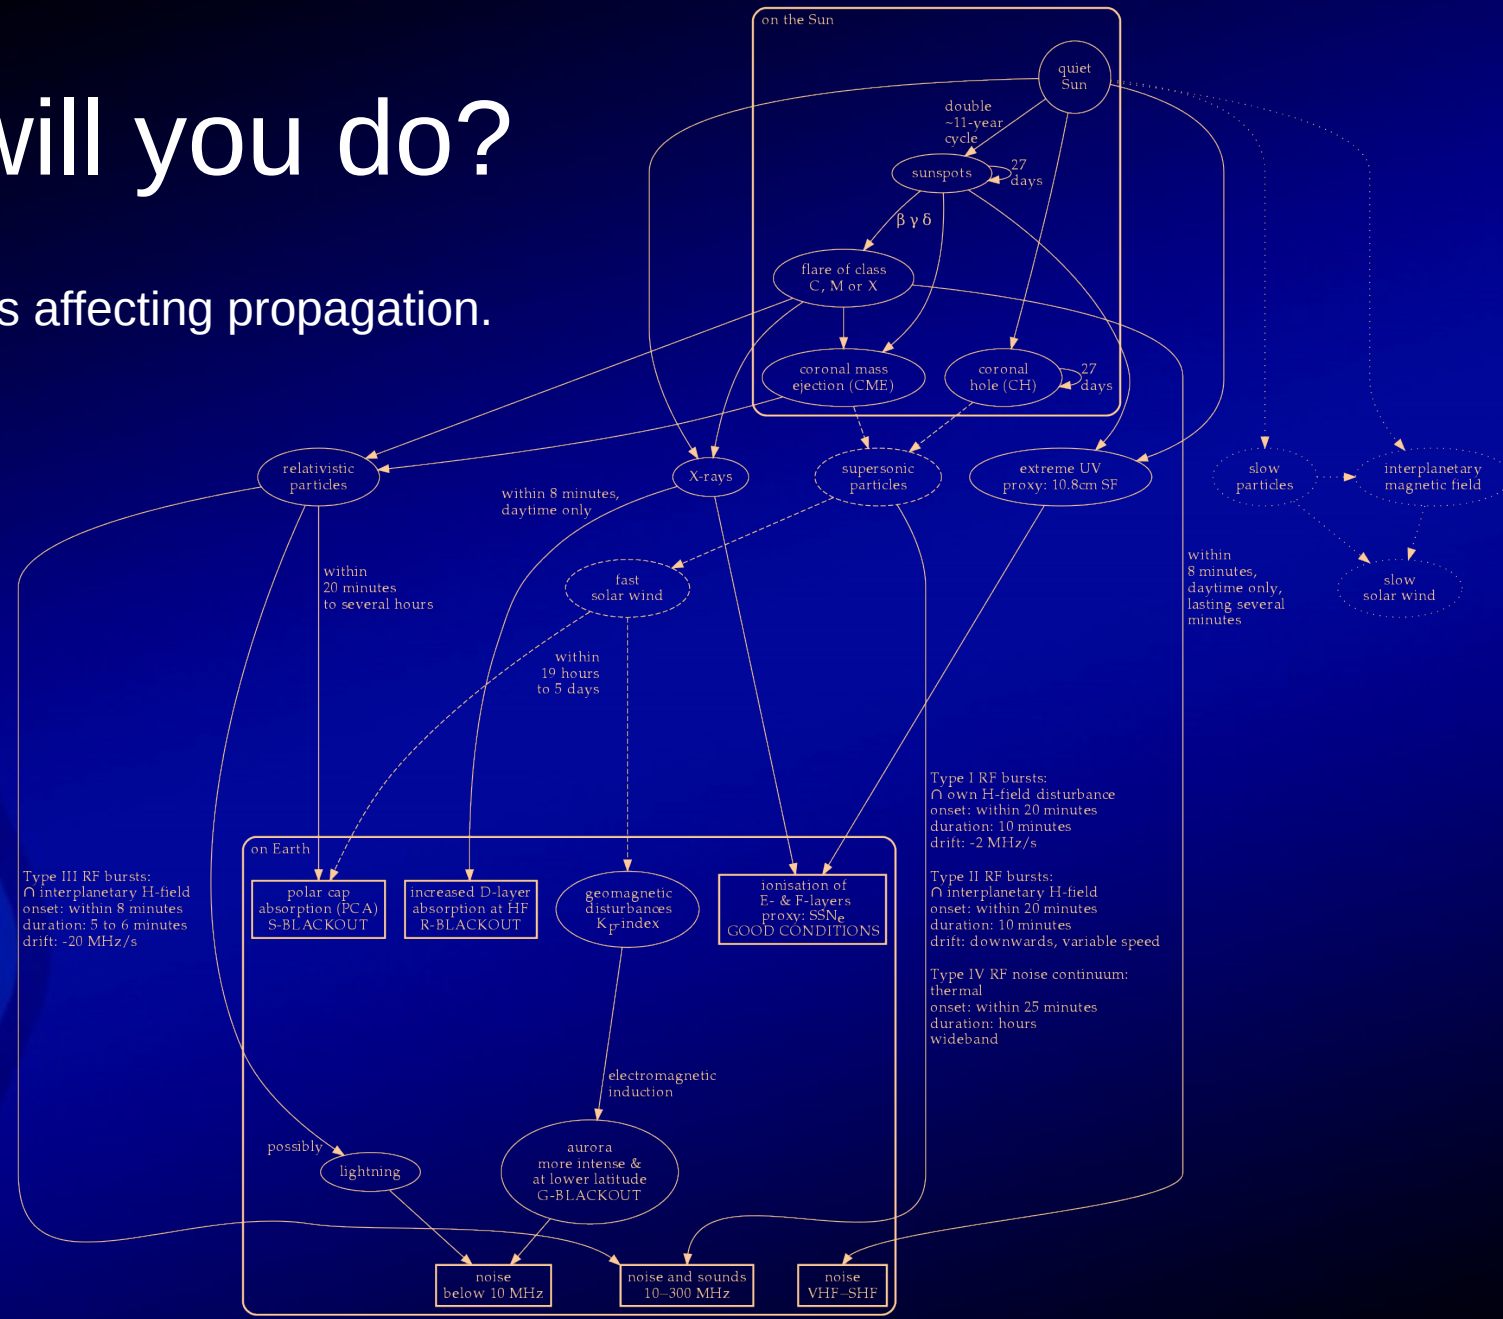 will you do?
s affecting propagation.
on the Sun
quiet
Sun
double
~11-year
cycle
sunspots
27
days
β γ δ
flare of class
C, M or X
coronal mass
ejection (CME)
coronal
hole (CH)
27
days
relativistic
particles
X-rays
supersonic
particles
extreme UV
proxy: 10.8cm SF
slow
particles
interplanetary
magnetic field
within 8 minutes,
daytime only
within
20 minutes
to several hours
fast
solar wind
within
8 minutes,
daytime only,
lasting several
minutes
slow
solar wind
within
19 hours
to 5 days
Type I RF bursts:
∩ own H-field disturbance
onset: within 20 minutes
duration: 10 minutes
drift: -2 MHz/s
Type II RF bursts:
∩ interplanetary H-field
onset: within 20 minutes
duration: 10 minutes
drift: downwards, variable speed
Type IV RF noise continuum:
thermal
onset: within 25 minutes
duration: hours
wideband
Type III RF bursts:
∩ interplanetary H-field
onset: within 8 minutes
duration: 5 to 6 minutes
drift: -20 MHz/s
on Earth
polar cap
absorption (PCA)
S-BLACKOUT
increased D-layer
absorption at HF
R-BLACKOUT
geomagnetic
disturbances
Kp-index
ionisation of
E- & F-layers
proxy: SSNe
GOOD CONDITIONS
electromagnetic
induction
possibly
lightning
aurora
more intense &
at lower latitude
G-BLACKOUT
noise
below 10 MHz
noise and sounds
10–300 MHz
noise
VHF–SHF